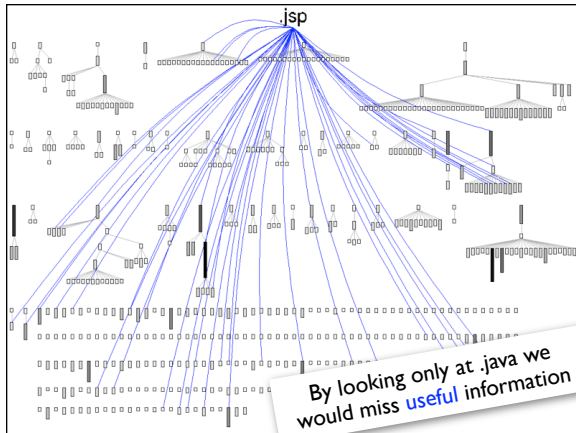 .jsp
By looking only at .java we
would miss useful information